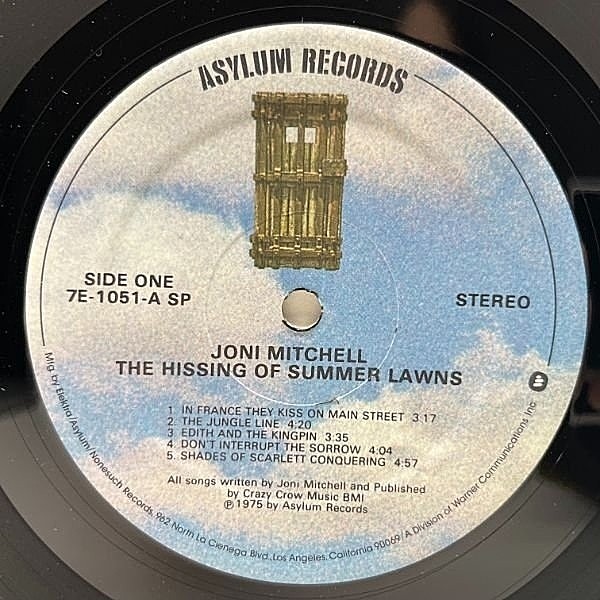 ASYLUM RECORDS
SIDE ONE
7E-1051-A SP
STEREO
JONI MITCHELL
THE HISSING OF SUMMER LAWNS
1. IN FRANCE THEY KISS ON MAIN STREET 3:17
2. THE JUNGLE LINE 4:20
3 EDITH AND THE KINGPIN 3:35
4 DON'T INTERRUPT THE SORROW 4:04
5. SHADES OF SCARLETT CONQUERING 4:57
All songs written by Joni Mitchell and Published
by Crazy Crow Music BMI
℗ 1975 by Asylum Records
Mfg by Elektra/Asylum/Nonesuch Records, 962 North La Cienega Blvd., Los Angeles, California 90069/A Division of Warner Communications Inc